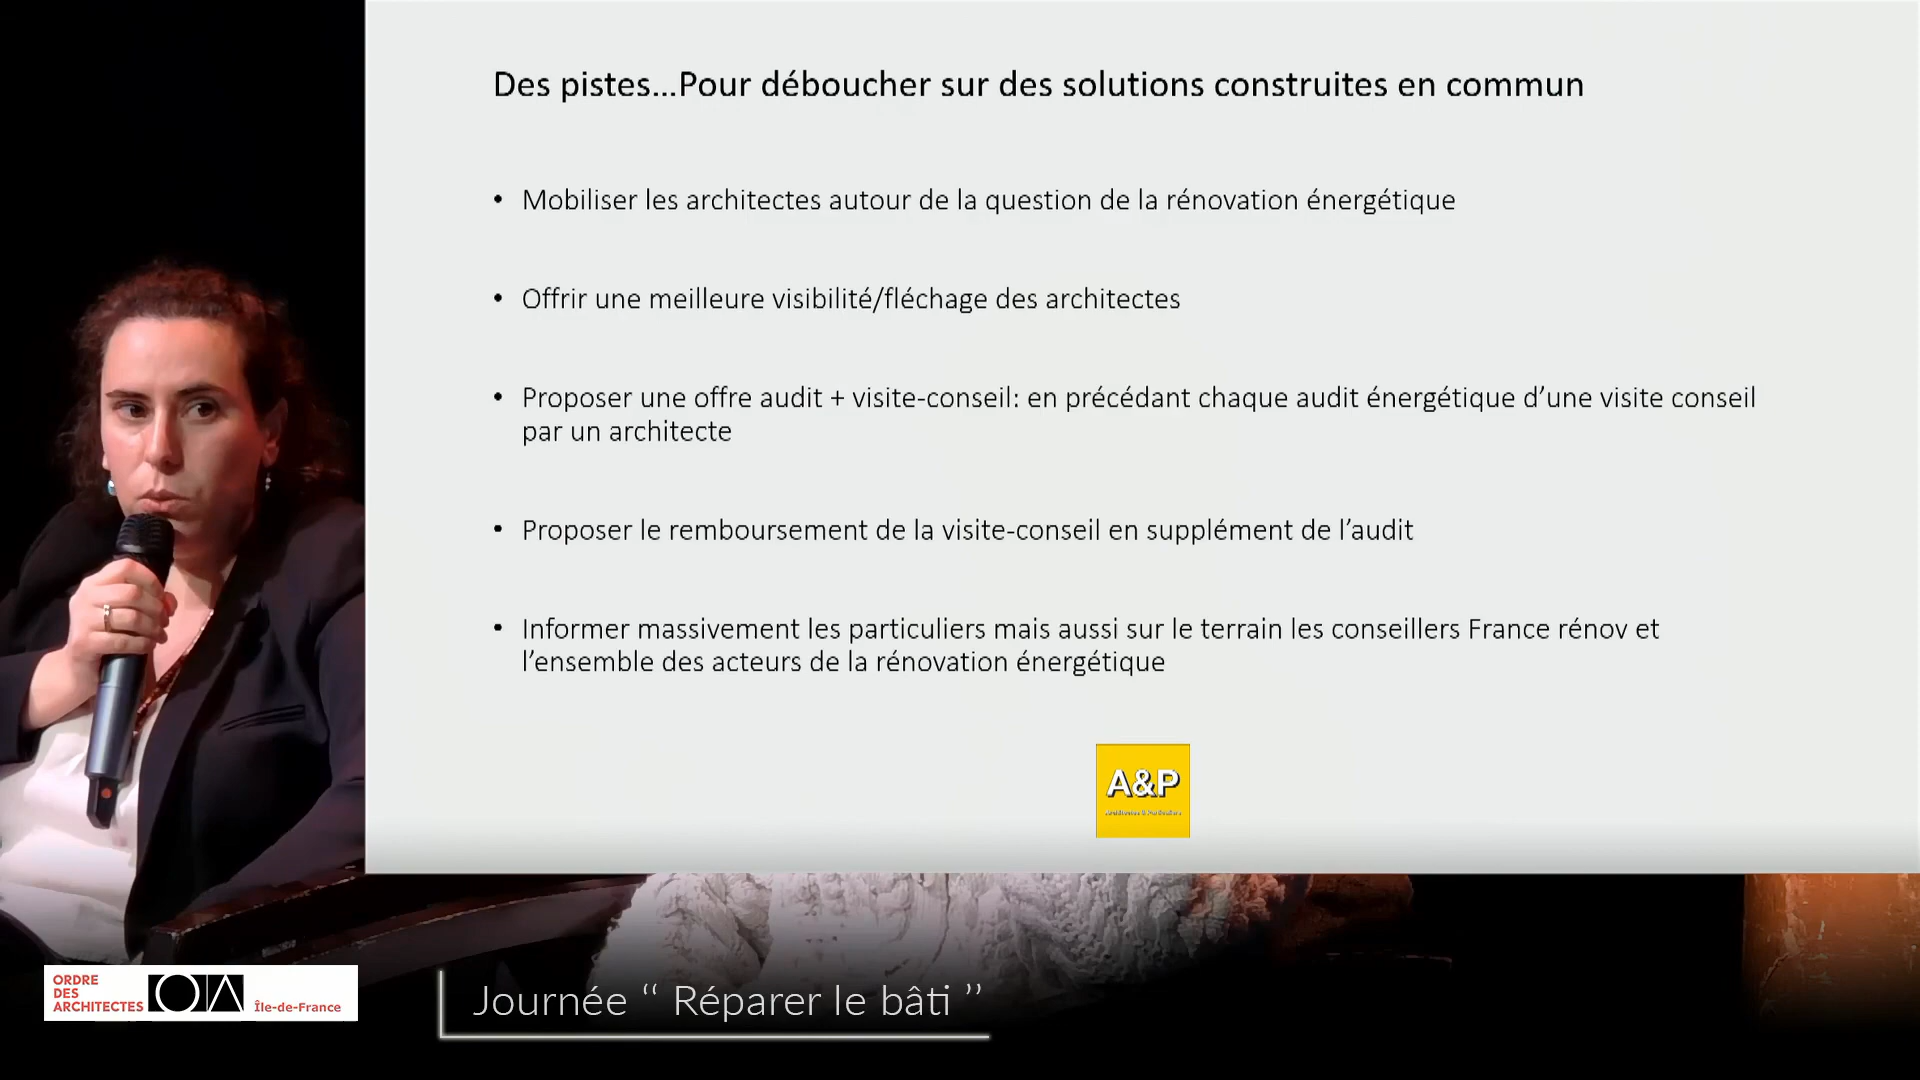 Des pistes...Pour déboucher sur des solutions construites en commun
• Mobiliser les architectes autour de la question de la rénovation énergétique
• Offrir une meilleure visibilité/fléchage des architectes
• Proposer une offre audit + visite-conseil: en précédant chaque audit énergétique d’une visite conseil
par un architecte
• Proposer le remboursement de la visite-conseil en supplément de l’audit
• Informer massivement les particuliers mais aussi sur le terrain les conseillers France rénov et
l’ensemble des acteurs de la rénovation énergétique
A&P
Architectes & Particuliers
ORDRE
DES
ARCHITECTES
Île-de-France
Journée “ Réparer le bâti ”